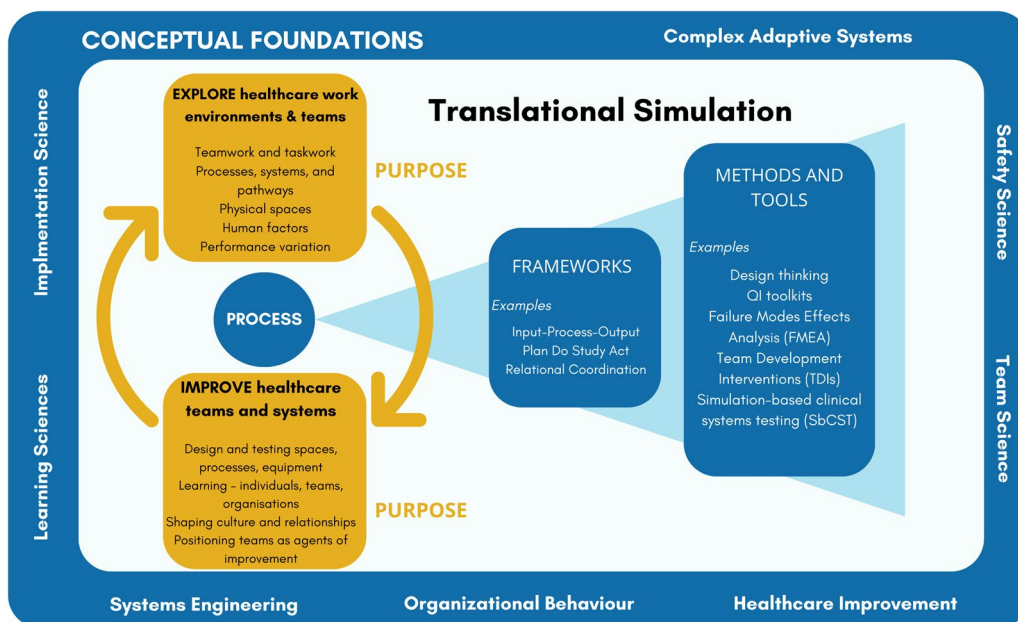 CONCEPTUAL FOUNDATIONS
Complex Adaptive Systems
Implmentation Science
Learning Sciences
Translational Simulation
EXPLORE healthcare work
environments & teams
Teamwork and taskwork
Processes, systems, and
pathways
Physical spaces
Human factors
Performance variation
PURPOSE
PROCESS
IMPROVE healthcare
teams and systems
Design and testing spaces,
processes, equipment
Learning - individuals, teams,
organisations
Shaping culture and relationships
Positioning teams as agents of
improvement
PURPOSE
FRAMEWORKS
Examples
Input-Process-Output
Plan Do Study Act
Relational Coordination
METHODS AND
TOOLS
Examples
Design thinking
QI toolkits
Failure Modes Effects
Analysis (FMEA)
Team Development
Interventions (TDIs)
Simulation-based clinical
systems testing (SbCST)
Safety Science
Team Science
Systems Engineering
Organizational Behaviour
Healthcare Improvement